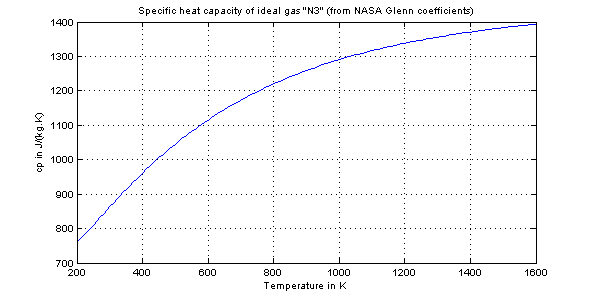 Specific heat capacity of ideal gas "N3" (from NASA Glenn coefficients)
1400
1300
1200
1100
1000
900
800
700
cp in J/(kg.K)
200 400 600 800 1000 1200 1400 1600
Temperature in K